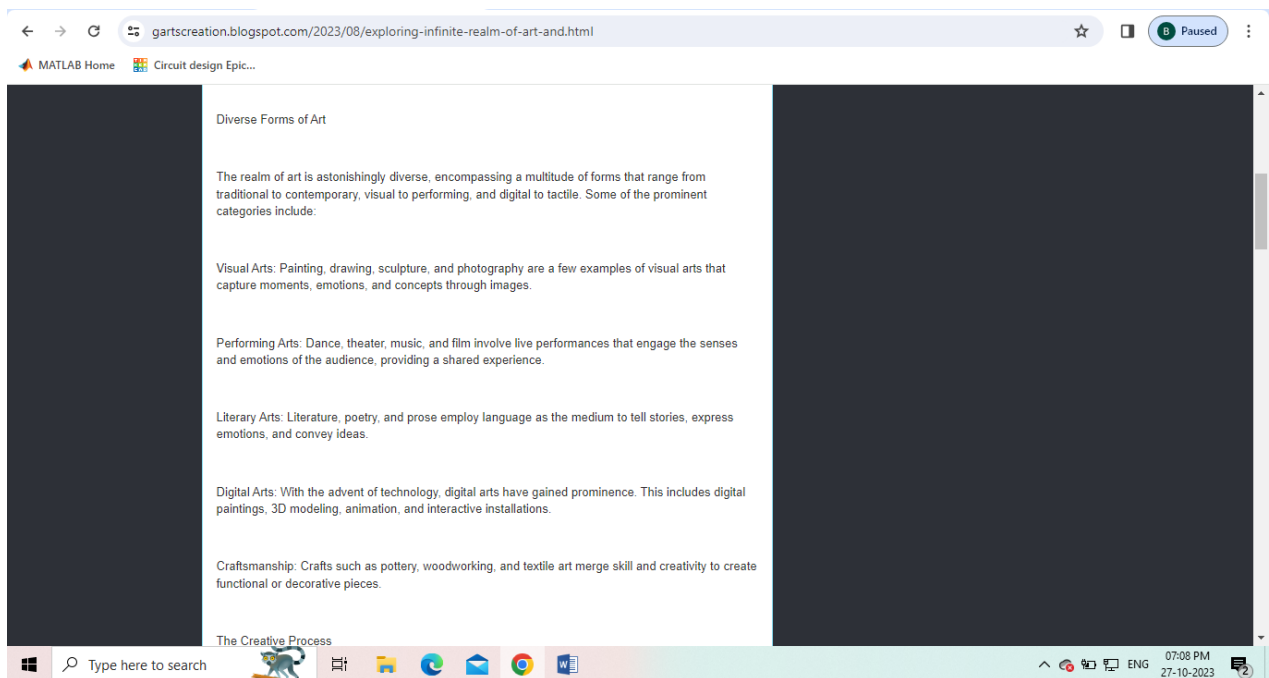 gartscreation.blogspot.com/2023/08/exploring-infinite-realm-of-art-and.html
B Paused
MATLAB Home Circuit design Epic...
Diverse Forms of Art
The realm of art is astonishingly diverse, encompassing a multitude of forms that range from
traditional to contemporary, visual to performing, and digital to tactile. Some of the prominent
categories include:
Visual Arts: Painting, drawing, sculpture, and photography are a few examples of visual arts that
capture moments, emotions, and concepts through images.
Performing Arts: Dance, theater, music, and film involve live performances that engage the senses
and emotions of the audience, providing a shared experience.
Literary Arts: Literature, poetry, and prose employ language as the medium to tell stories, express
emotions, and convey ideas.
Digital Arts: With the advent of technology, digital arts have gained prominence. This includes digital
paintings, 3D modeling, animation, and interactive installations.
Craftsmanship: Crafts such as pottery, woodworking, and textile art merge skill and creativity to create
functional or decorative pieces.
The Creative Process
Type here to search
ENG
07:08 PM
27-10-2023
2